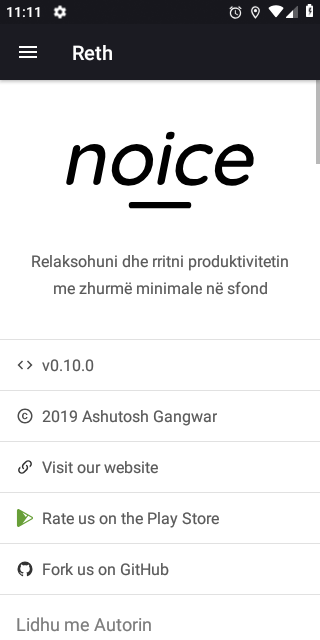 11:11
Reth
noice
Relaksohuni dhe rritni produktivitetin
me zhurmë minimale në sfond
v0.10.0
2019 Ashutosh Gangwar
Visit our website
Rate us on the Play Store
Fork us on GitHub
Lidhu me Autorin